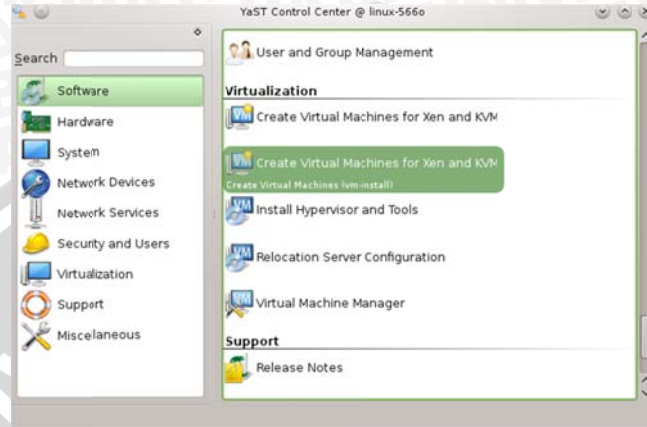 YaST Control Center @ linux-566o
Search
Software
Hardware
System
Network Devices
Network Services
Security and Users
Virtualization
Support
Miscellaneous
User and Group Management
Virtualization
Create Virtual Machines for Xen and KVM
Create Virtual Machines for Xen and KVM
Create Virtual Machines (vm-install)
Install Hypervisor and Tools
Relocation Server Configuration
Virtual Machine Manager
Support
Release Notes